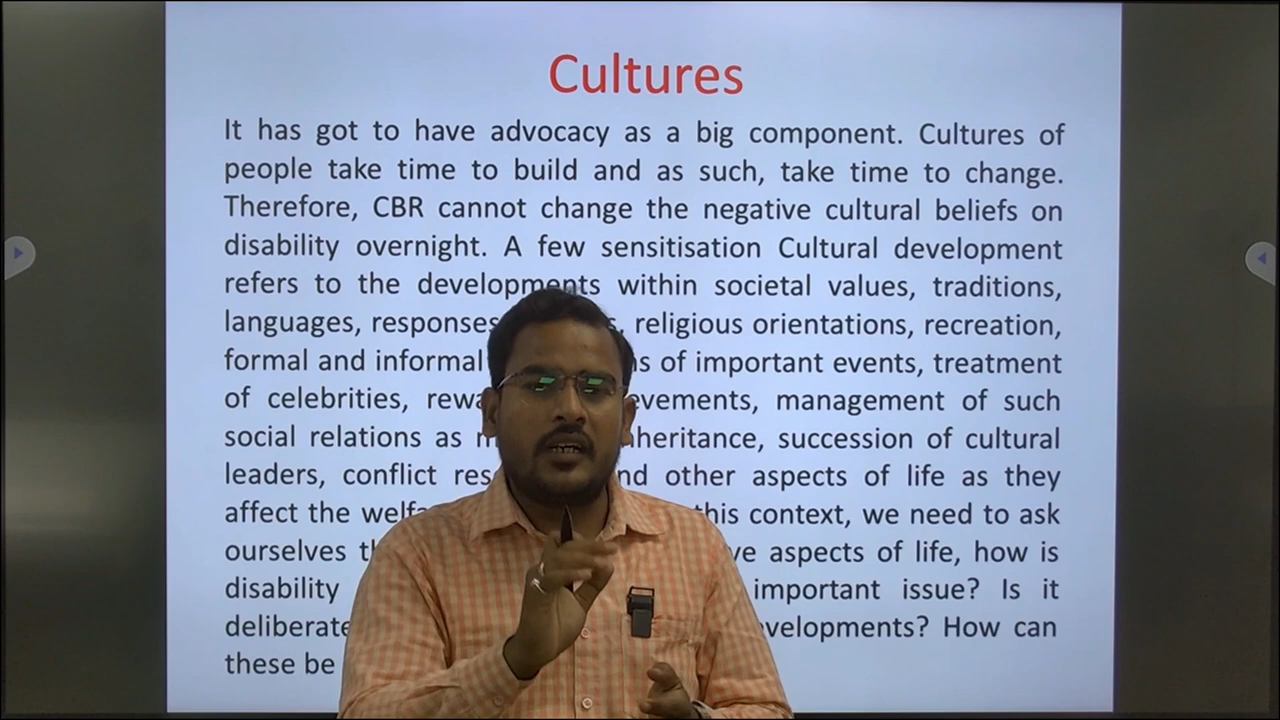 Cultures
It has got to have advocacy as a big component. Cultures of
people take time to build and as such, take time to change.
Therefore, CBR cannot change the negative cultural beliefs on
disability overnight. A few sensitisation Cultural development
refers to the developments within societal values, traditions,
languages, responses religious orientations, recreation,
formal and informal of important events, treatment
of celebrities, management of such
social relations as inheritance, succession of cultural
leaders, conflict and other aspects of life as they
affect the this context, we need to ask
ourselves aspects of life, how is
disability important issue? Is it
developments? How can
these be